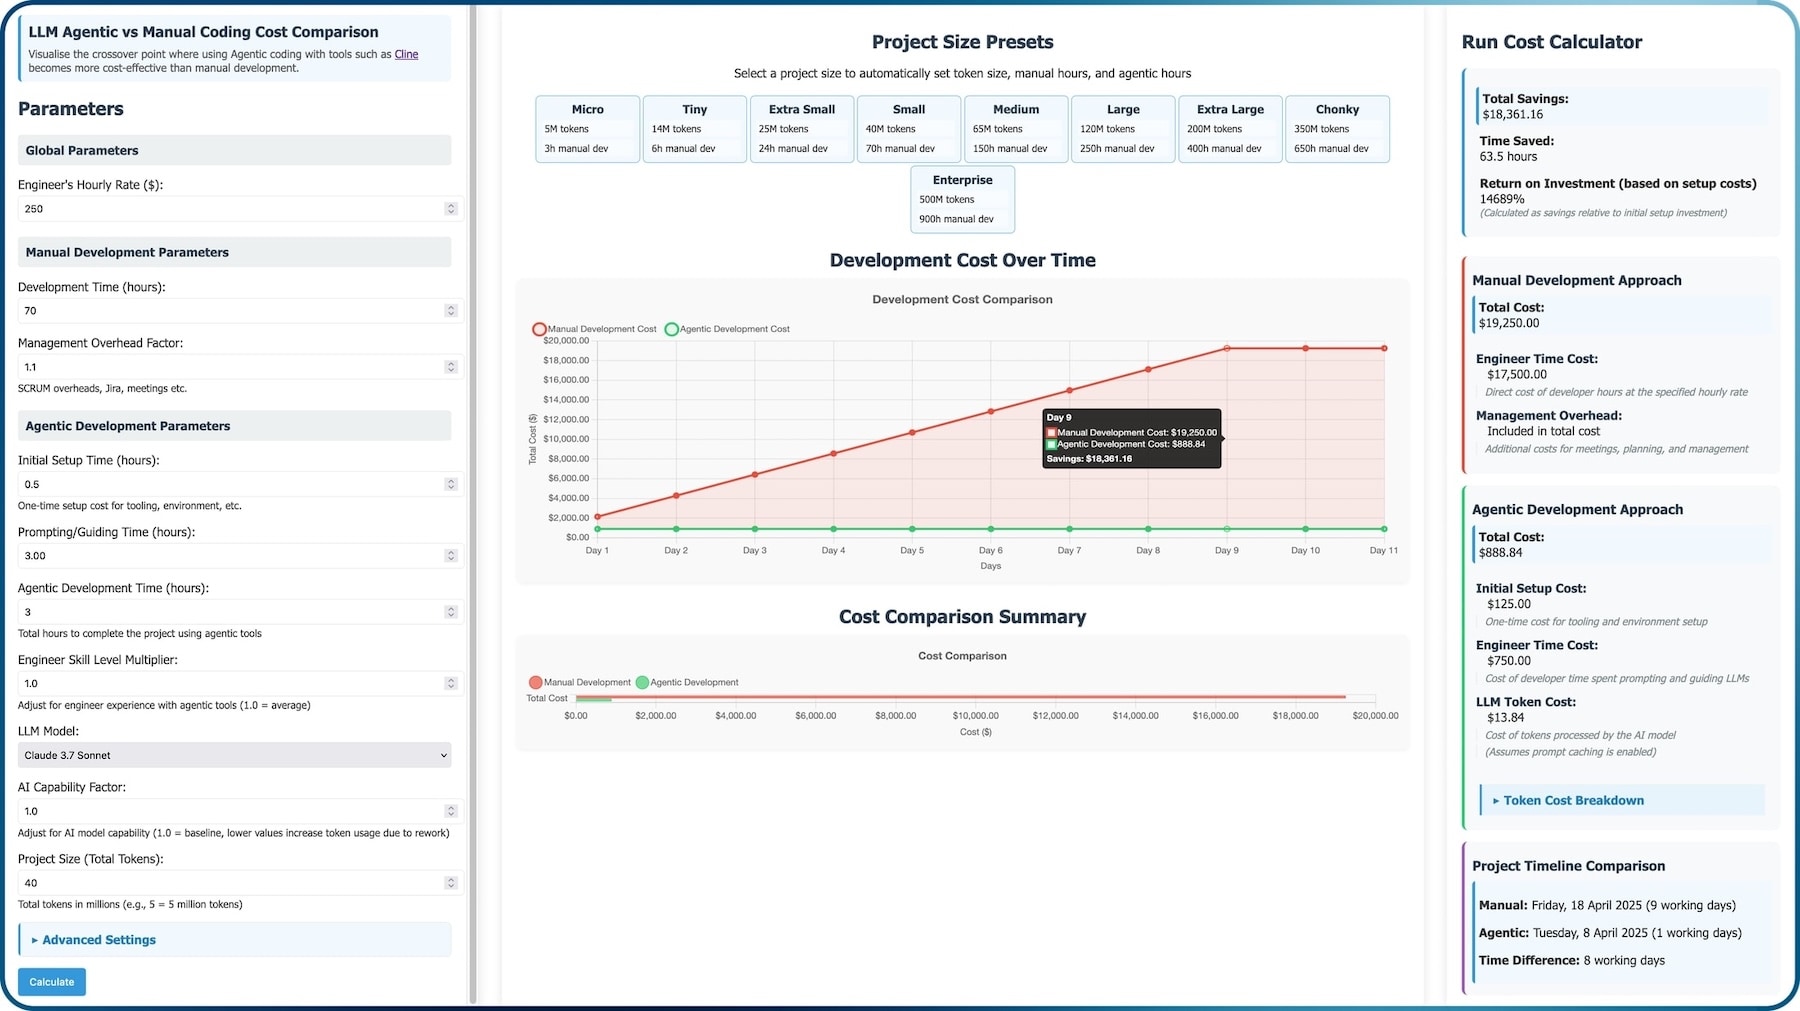 LLM Agentic vs Manual Coding Cost Comparison
Visualise the crossover point where using Agentic coding with tools such as Cline
becomes more cost-effective than manual development.
Parameters
Global Parameters
Engineer's Hourly Rate ($):
250
Manual Development Parameters
Development Time (hours):
70
Management Overhead Factor:
1.1
SCRUM overheads, Jira, meetings etc.
Agentic Development Parameters
Initial Setup Time (hours):
0.5
One-time setup cost for tooling, environment, etc.
Prompting/Guiding Time (hours):
3.00
Agentic Development Time (hours):
3
Total hours to complete the project using agentic tools
Engineer Skill Level Multiplier:
1.0
Adjust for engineer experience with agentic tools (1.0 = average)
LLM Model:
Claude 3.7 Sonnet
AI Capability Factor:
1.0
Adjust for AI model capability (1.0 = baseline, lower values increase token usage due to rework)
Project Size (Total Tokens):
40
Total tokens in millions (e.g., 5 = 5 million tokens)
▸ Advanced Settings
Calculate
Project Size Presets
Select a project size to automatically set token size, manual hours, and agentic hours
Micro
5M tokens
3h manual dev
Tiny
14M tokens
6h manual dev
Extra Small
25M tokens
24h manual dev
Small
40M tokens
70h manual dev
Medium
65M tokens
150h manual dev
Large
120M tokens
250h manual dev
Extra Large
200M tokens
400h manual dev
Chonky
350M tokens
650h manual dev
Enterprise
500M tokens
900h manual dev
Development Cost Over Time
Development Cost Comparison
Manual Development Cost Agentic Development Cost
$20,000.00
$18,000.00
$16,000.00
$14,000.00
$12,000.00
$10,000.00
$8,000.00
$6,000.00
$4,000.00
$2,000.00
$0.00
Total Cost ($)
Day 9
Manual Development Cost: $19,250.00
Agentic Development Cost: $888.84
Savings: $18,361.16
Day 1 Day 2 Day 3 Day 4 Day 5 Day 6 Day 7 Day 8 Day 9 Day 10 Day 11
Days
Cost Comparison Summary
Cost Comparison
Manual Development Agentic Development
Total Cost
$0.00 $2,000.00 $4,000.00 $6,000.00 $8,000.00 $10,000.00 $12,000.00 $14,000.00 $16,000.00 $18,000.00 $20,000.00
Cost ($)
Run Cost Calculator
Total Savings:
$18,361.16
Time Saved:
63.5 hours
Return on Investment (based on setup costs)
14689%
(Calculated as savings relative to initial setup investment)
Manual Development Approach
Total Cost:
$19,250.00
Engineer Time Cost:
$17,500.00
Direct cost of developer hours at the specified hourly rate
Management Overhead:
Included in total cost
Additional costs for meetings, planning, and management
Agentic Development Approach
Total Cost:
$888.84
Initial Setup Cost:
$125.00
One-time cost for tooling and environment setup
Engineer Time Cost:
$750.00
Cost of developer time spent prompting and guiding LLMs
LLM Token Cost:
$13.84
Cost of tokens processed by the AI model
(Assumes prompt caching is enabled)
▸ Token Cost Breakdown
Project Timeline Comparison
Manual: Friday, 18 April 2025 (9 working days)
Agentic: Tuesday, 8 April 2025 (1 working days)
Time Difference: 8 working days